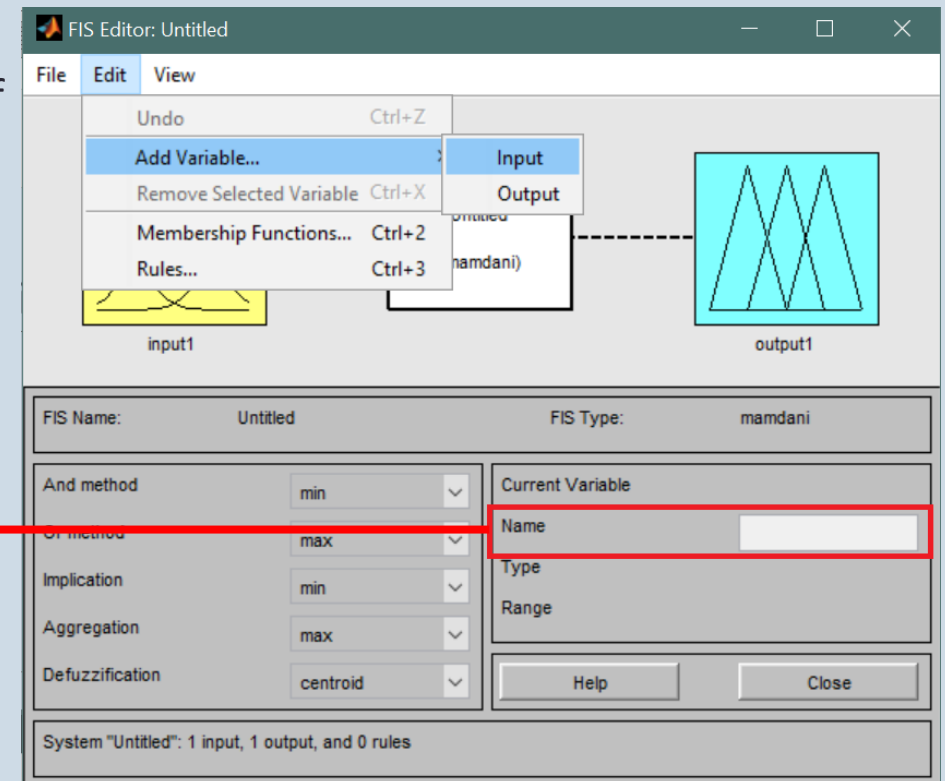 FIS Editor: Untitled
File Edit View
Undo Ctrl+Z
Add Variable...
Input
Remove Selected Variable Ctrl+X
Output
Membership Functions... Ctrl+2
Rules... Ctrl+3
input1
output1
FIS Name: Untitled FIS Type: mamdani
And method min
Or method max
Implication min
Aggregation max
Defuzzification centroid
Current Variable
Name
Type
Range
Help Close
System "Untitled": 1 input, 1 output, and 0 rules